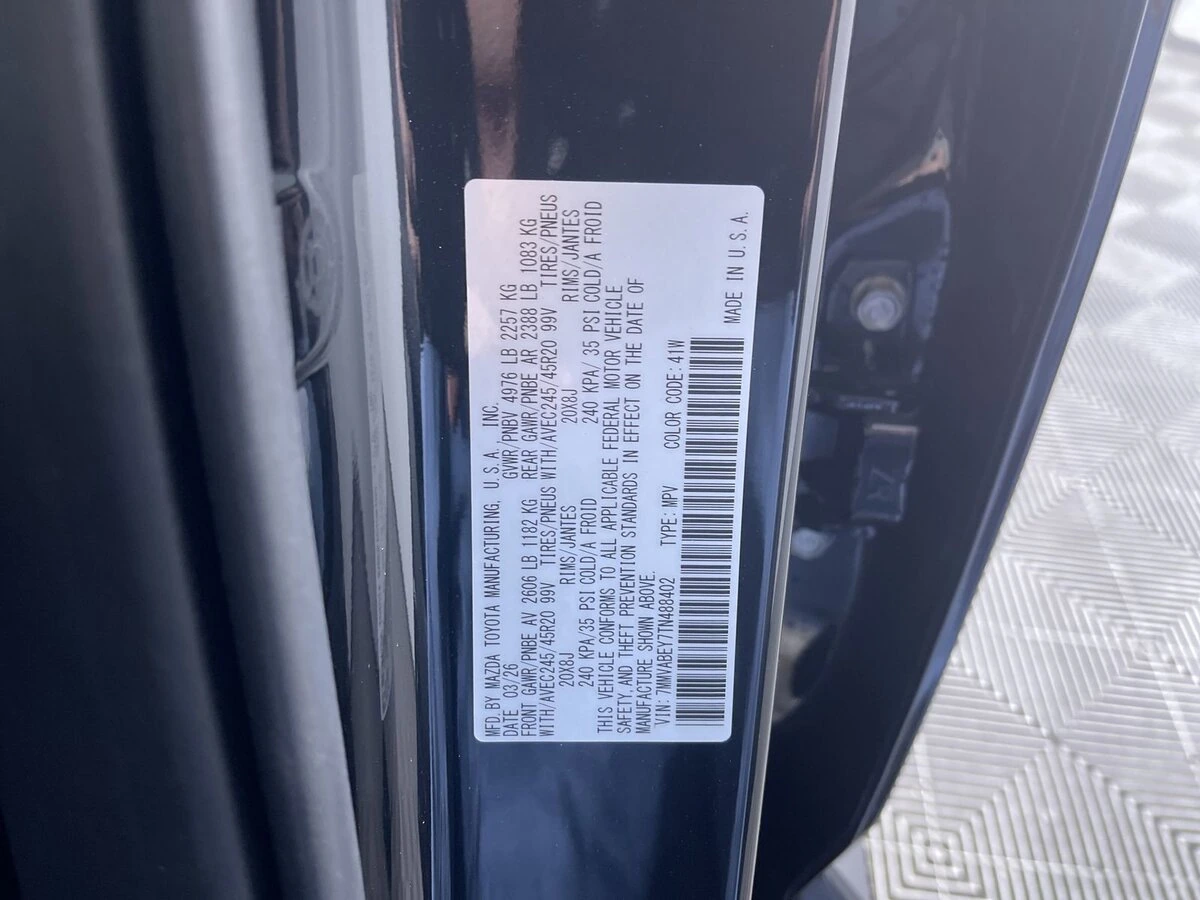 MFD.BY MAZDA TOYOTA MANUFACTURING, U.S.A. INC.
DATE 03/26 GVWR/PNBV 4976 LB 2257 KG
FRONT GAWR/PNBE AV 2606 LB 1182 KG REAR GAWR/PNBE AR 2388 LB 1083 KG
WITH/AVEC245/45R20 99V TIRES/PNEUS WITH/AVEC245/45R20 99V TIRES/PNEUS
20X8J RIMS/JANTES 20X8J RIMS/JANTES
240 KPA/35 PSI COLD/A FROID 240 KPA/ 35 PSI COLD/A FROID
THIS VEHICLE CONFORMS TO ALL APPLICABLE FEDERAL MOTOR VEHICLE
SAFETY,AND THEFT PREVENTION STANDARDS IN EFFECT ON THE DATE OF
MANUFACTURE SHOWN ABOVE.
VIN: 7MMVABEY7TN488402 TYPE: MPV COLOR CODE: 41W
MADE IN U.S.A.